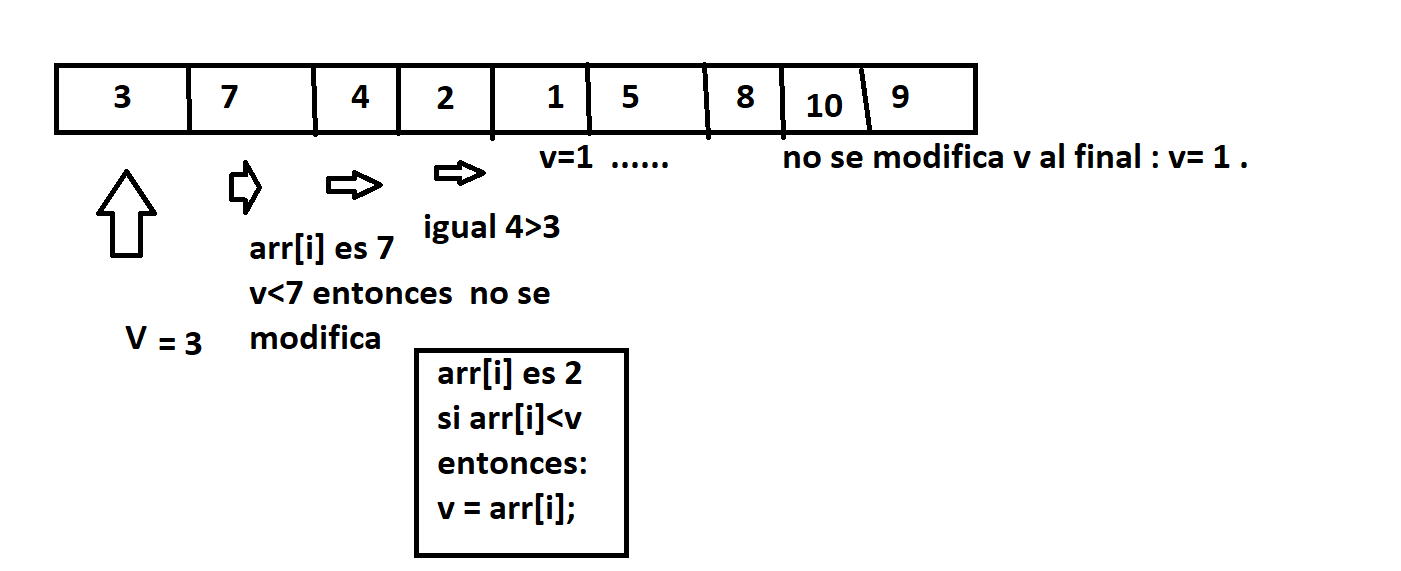 3 7 4 2 1 5 8 10 9
v=1 ...... no se modifica v al final : v= 1 .
igual 4>3
arr[i] es 7
v<7 entonces no se
modifica
V = 3
arr[i] es 2
si arr[i]<v
entonces:
v = arr[i];